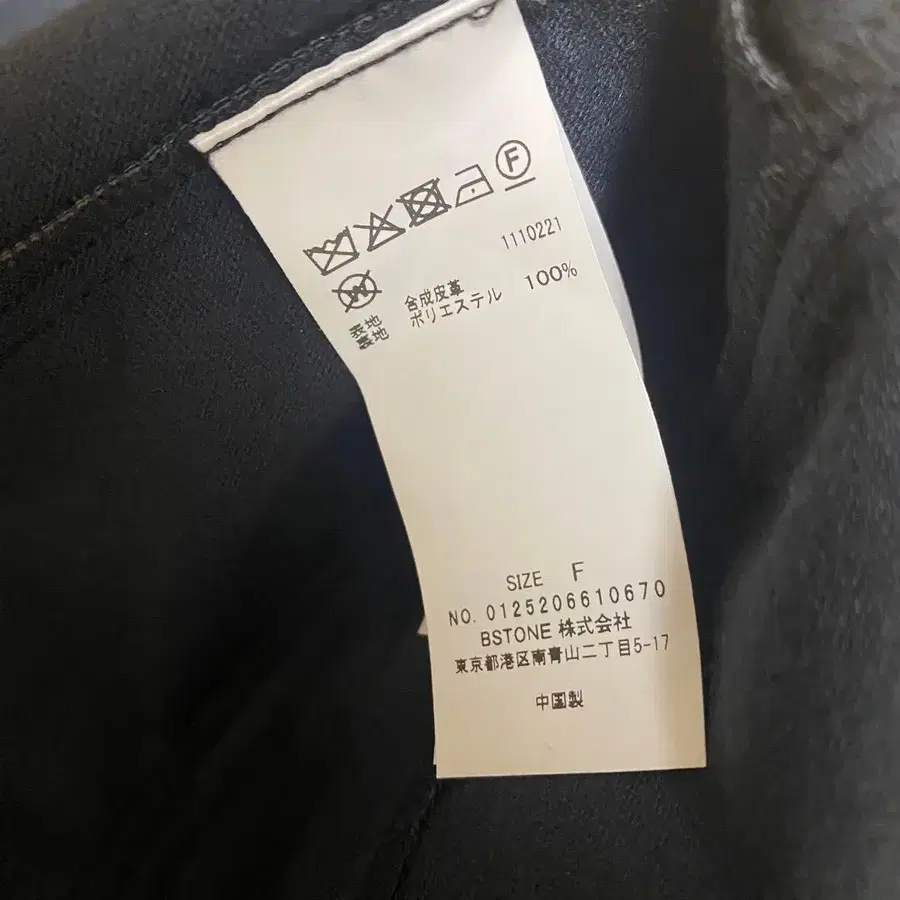 F
1110221
W
表地 合成皮革
裏地 ポリエステル 100%
SIZE F
NO. 0125206610670
BSTONE 株式会社
東京都港区南青山二丁目5-17
中国製